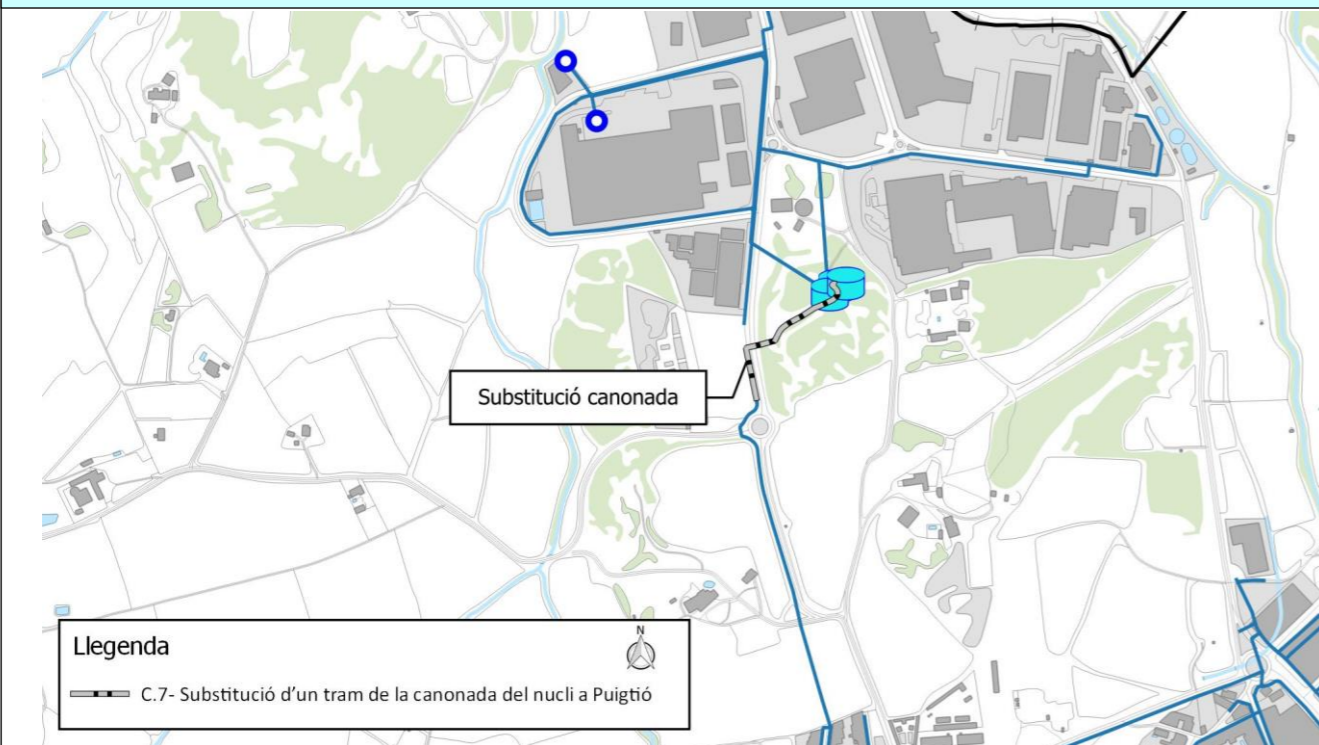 Substitució canonada
Llegenda
N
C.7- Substitució d'un tram de la canonada del nucli a Puigtió